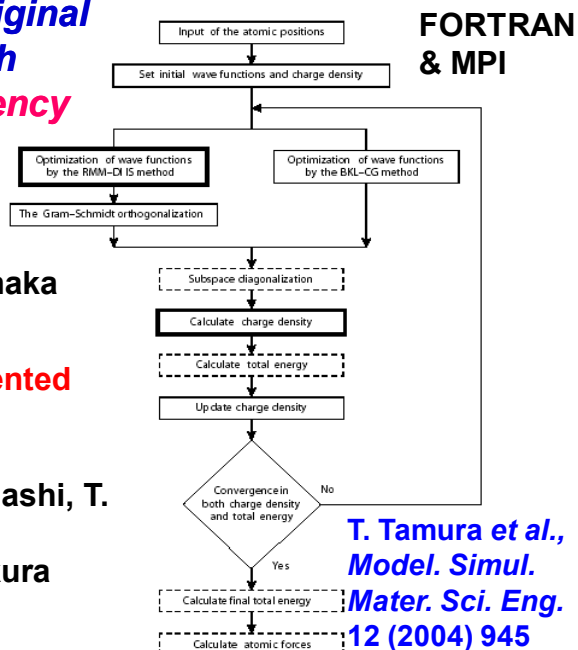 iginal
h
ency
FORTRAN
& MPI
Input of the atomic positions
Set initial wave functions and charge density
Optimization of wave functions
by the RMM-DIIS method
Optimization of wave functions
by the BKL-CG method
The Gram-Schmidt orthogonalization
naka
Subspace diagonalization
Calculate charge density
Calculate total energy
ented
Update charge density
ashi, T.
Convergence in
both charge density
and total energy
No
Yes
kura
T. Tamura et al.,
Model. Simul.
Mater. Sci. Eng.
12 (2004) 945
Calculate final total energy
Calculate atomic forces